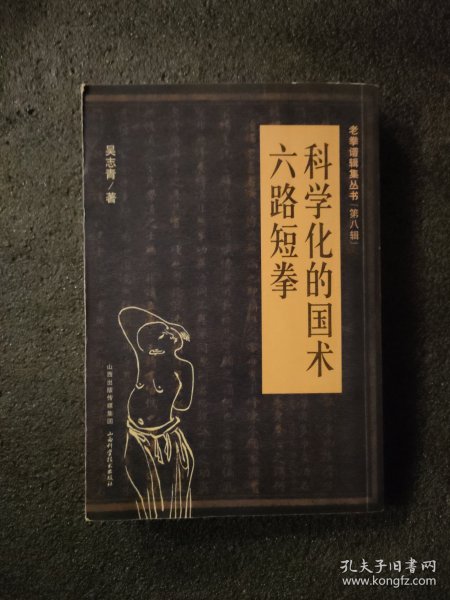 老拳谱辑集丛书（第八辑）
科学化的国术
六路短拳
吴志青/著
山西出版传媒集团
山西科学技术出版社
孔夫子旧书网
www.kongfz.com